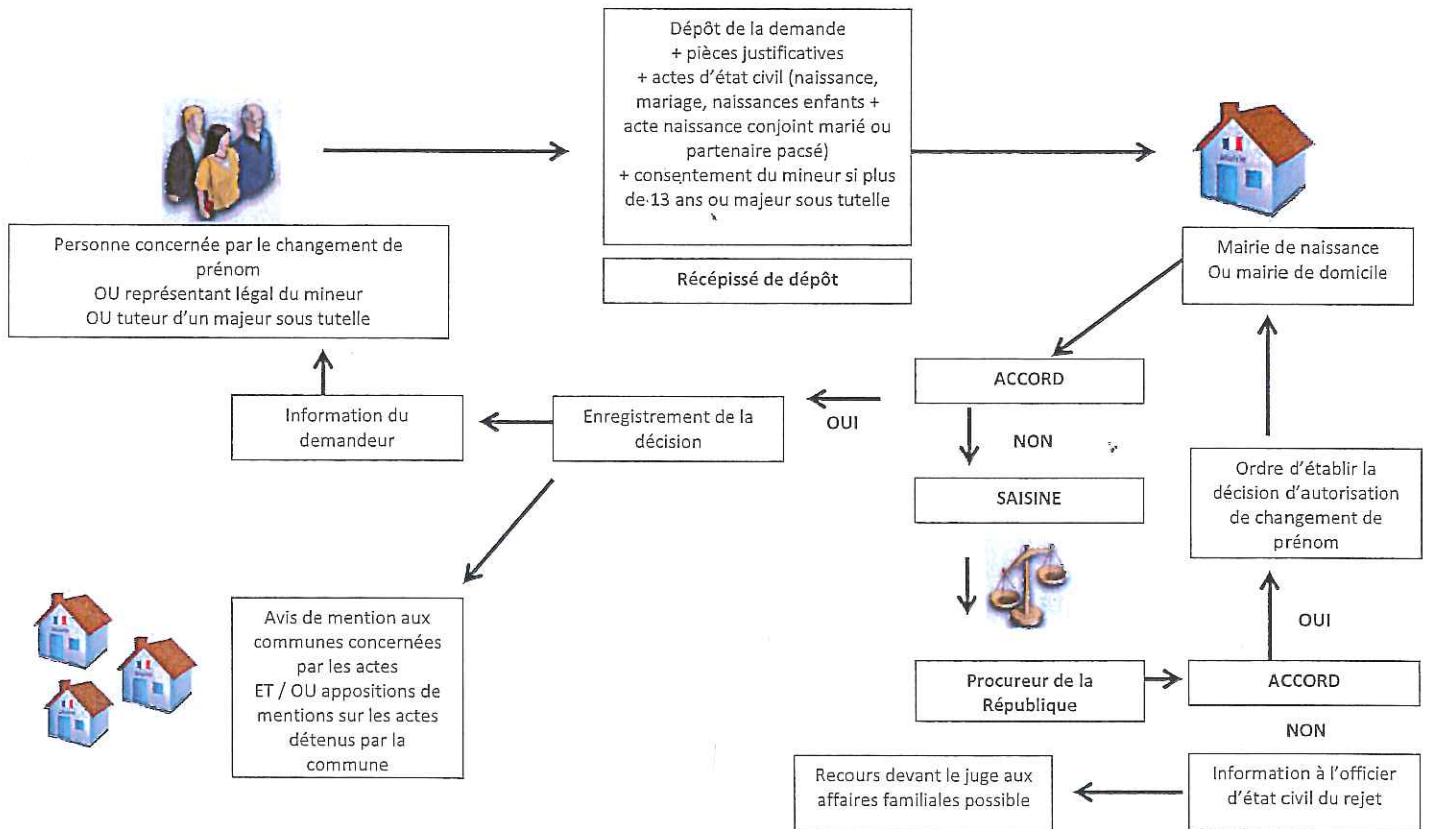 Dépôt de la demande
+ pièces justificatives
+ actes d'état civil (naissance,
mariage, naissances enfants +
acte naissance conjoint marié ou
partenaire pacsé)
+ consentement du mineur si plus
de 13 ans ou majeur sous tutelle
Récépissé de dépôt
Personne concernée par le changement de
prénom
OU représentant légal du mineur
OU tuteur d'un majeur sous tutelle
Mairie de naissance
Ou mairie de domicile
ACCORD
OUI
NON
Enregistrement de la
décision
Information du
demandeur
Avis de mention aux
communes concernées
par les actes
ET / OU appositions de
mentions sur les actes
détenus par la
commune
SAISINE
Procureur de la
République
ACCORD
OUI
Ordre d'établir la
décision d'autorisation
de changement de
prénom
NON
Information à l'officier
d'état civil du rejet
Recours devant le juge aux
affaires familiales possible